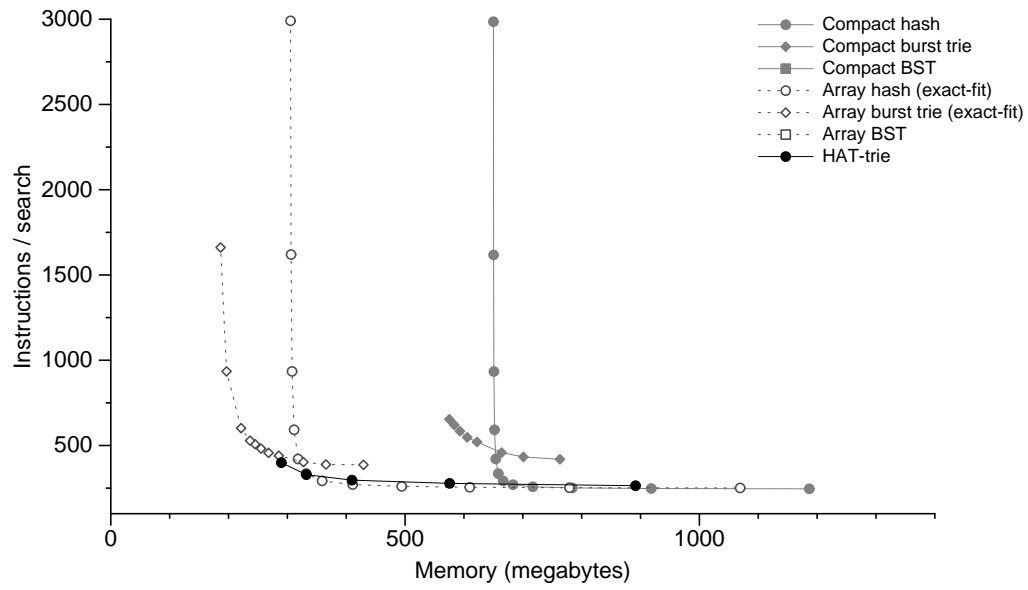 3000
2500
2000
1500
1000
500
Instructions / search
0
500
1000
Memory (megabytes)
Compact hash
Compact burst trie
Compact BST
Array hash (exact-fit)
Array burst trie (exact-fit)
Array BST
HAT-trie